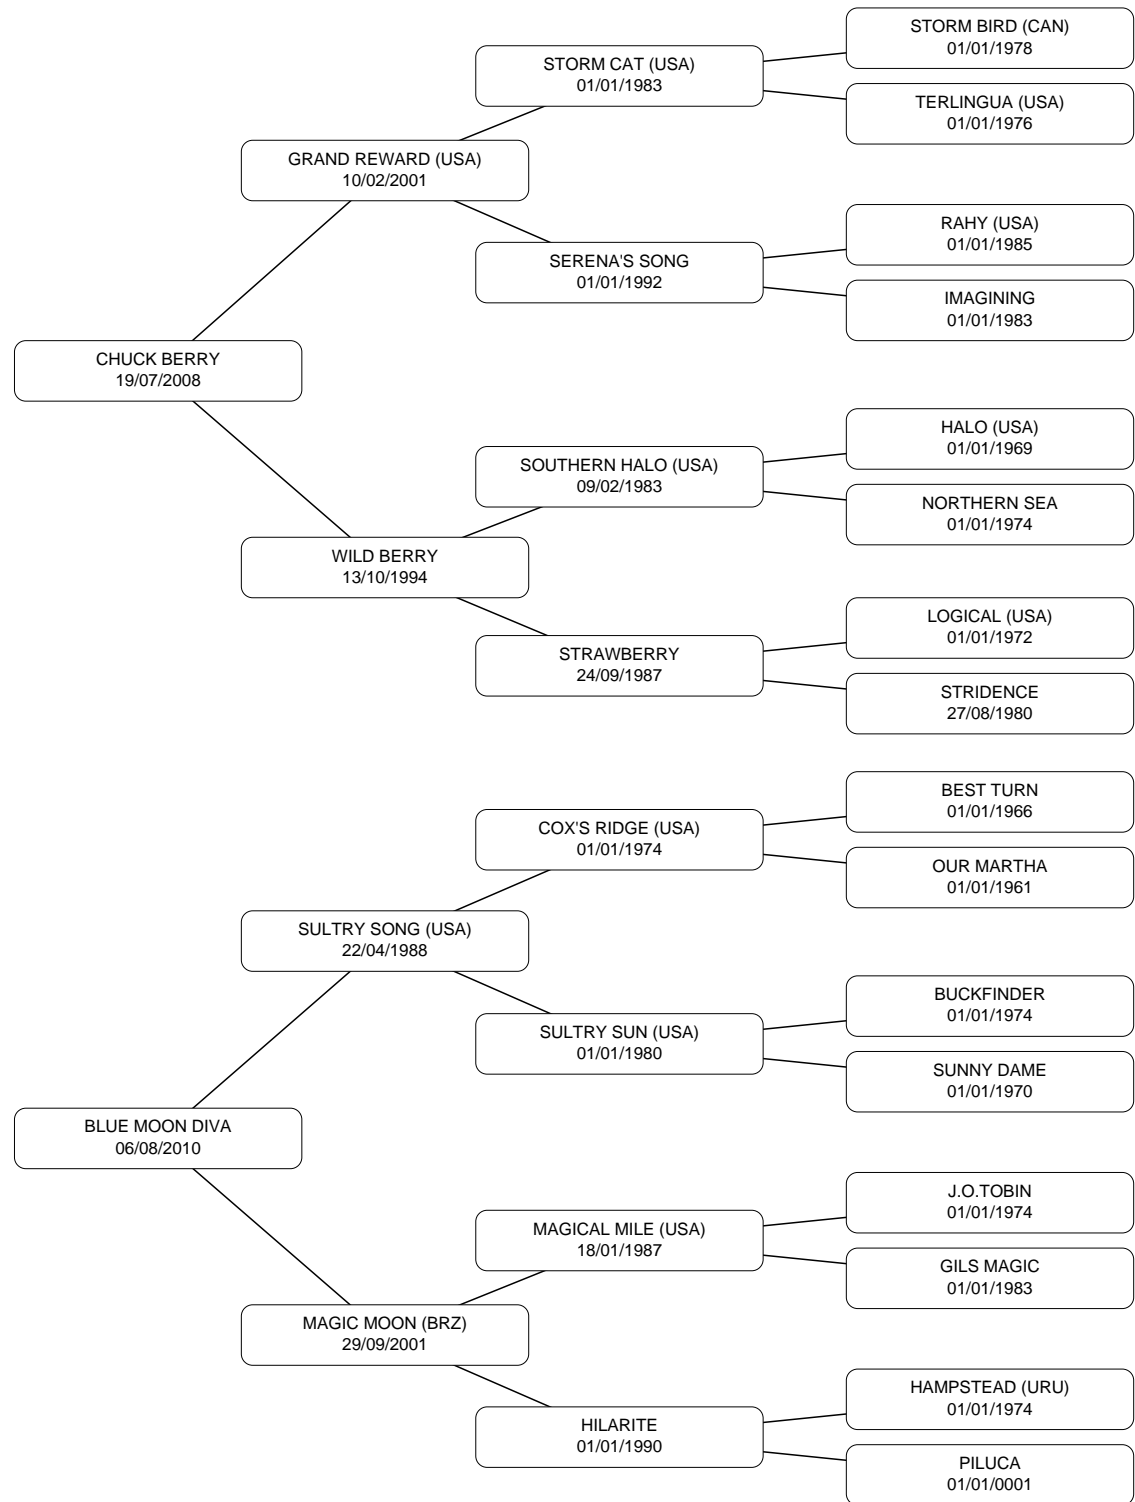 STORM BIRD (CAN)
01/01/1978
STORM CAT (USA)
01/01/1983
TERLINGUA (USA)
01/01/1976
GRAND REWARD (USA)
10/02/2001
RAHY (USA)
01/01/1985
SERENA'S SONG
01/01/1992
IMAGINING
01/01/1983
CHUCK BERRY
19/07/2008
HALO (USA)
01/01/1969
SOUTHERN HALO (USA)
09/02/1983
NORTHERN SEA
01/01/1974
WILD BERRY
13/10/1994
LOGICAL (USA)
01/01/1972
STRAWBERRY
24/09/1987
STRIDENCE
27/08/1980
BEST TURN
01/01/1966
COX'S RIDGE (USA)
01/01/1974
OUR MARTHA
01/01/1961
SULTRY SONG (USA)
22/04/1988
BUCKFINDER
01/01/1974
SULTRY SUN (USA)
01/01/1980
SUNNY DAME
01/01/1970
BLUE MOON DIVA
06/08/2010
J.O.TOBIN
01/01/1974
MAGICAL MILE (USA)
18/01/1987
GILS MAGIC
01/01/1983
MAGIC MOON (BRZ)
29/09/2001
HAMPSTEAD (URU)
01/01/1974
HILARITE
01/01/1990
PILUCA
01/01/0001